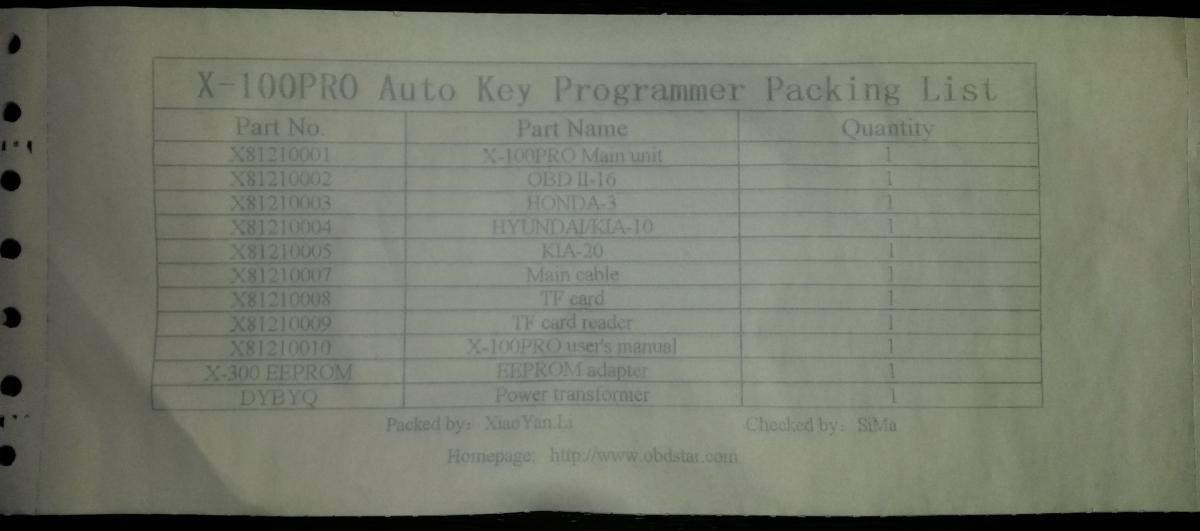 X-100PRO Auto Key Programmer Packing List
Part No. Part Name Quantity
X81210001 X-100PRO Main unit 1
X81210002 OBD II-16 1
X81210003 HONDA-3 1
X81210004 HYUNDAI/KIA-10 1
X81210005 KIA-20 1
X81210007 Main cable 1
X81210008 TF card 1
X81210009 TF card reader 1
X81210010 X-100PRO user's manual 1
X-300 EEPROM EEPROM adapter 1
DYBYQ Power transformer 1
Packed by: XiaoYan.Li Checked by: SiMa
Homepage: http://www.obdstar.com